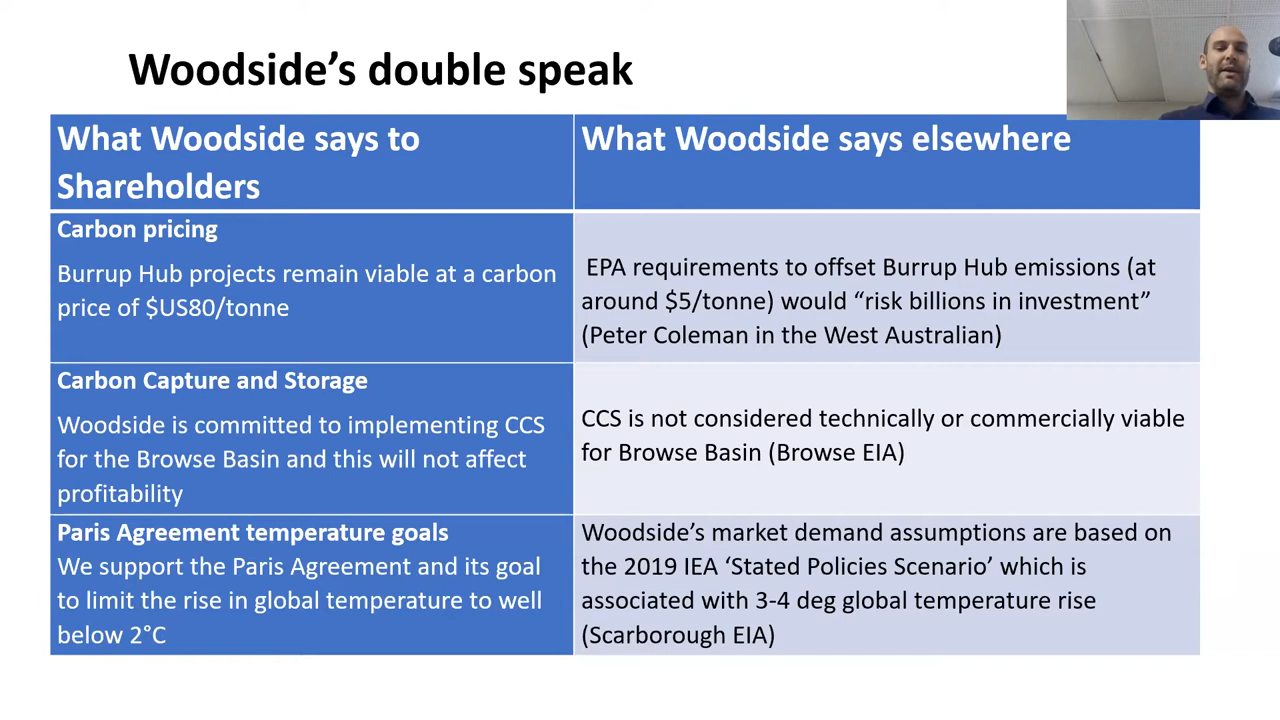 Woodside’s double speak
What Woodside says to
Shareholders
What Woodside says elsewhere
Carbon pricing
Burrup Hub projects remain viable at a carbon
price of $US80/tonne
EPA requirements to offset Burrup Hub emissions (at
around $5/tonne) would “risk billions in investment”
(Peter Coleman in the West Australian)
Carbon Capture and Storage
Woodside is committed to implementing CCS
for the Browse Basin and this will not affect
profitability
CCS is not considered technically or commercially viable
for Browse Basin (Browse EIA)
Paris Agreement temperature goals
We support the Paris Agreement and its goal
to limit the rise in global temperature to well
below 2°C
Woodside’s market demand assumptions are based on
the 2019 IEA ‘Stated Policies Scenario’ which is
associated with 3-4 deg global temperature rise
(Scarborough EIA)